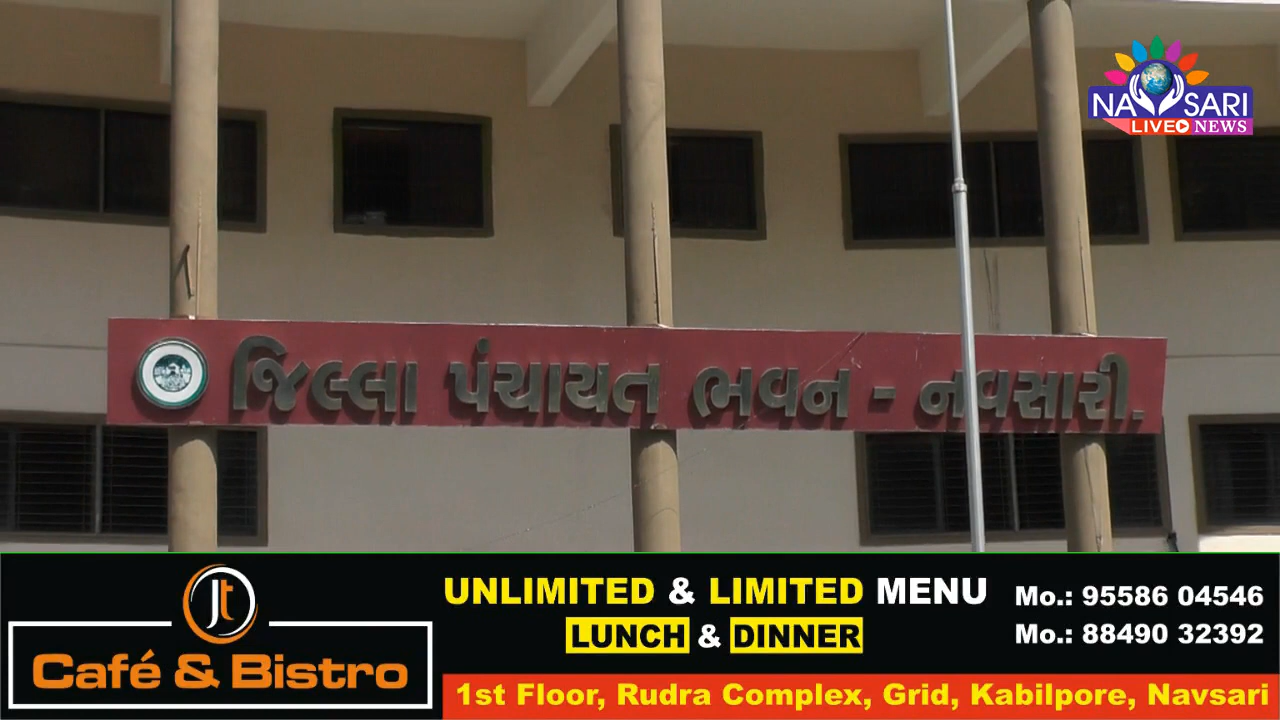 NAVSARI
LIVE NEWS
જિલ્લા પંચાયત ભવન - નવસારી.
Jt
Café & Bistro
UNLIMITED & LIMITED MENU
LUNCH & DINNER
Mo.: 95586 04546
Mo.: 88490 32392
1st Floor, Rudra Complex, Grid, Kabilpore, Navsari